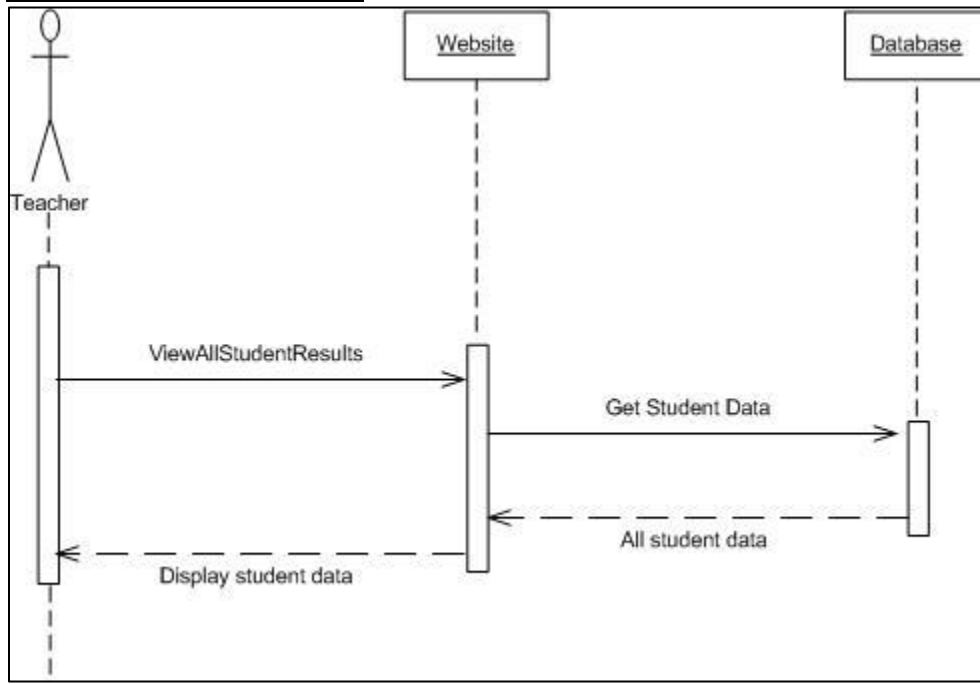 Website
Database
Teacher
ViewAllStudentResults
Get Student Data
All student data
Display student data